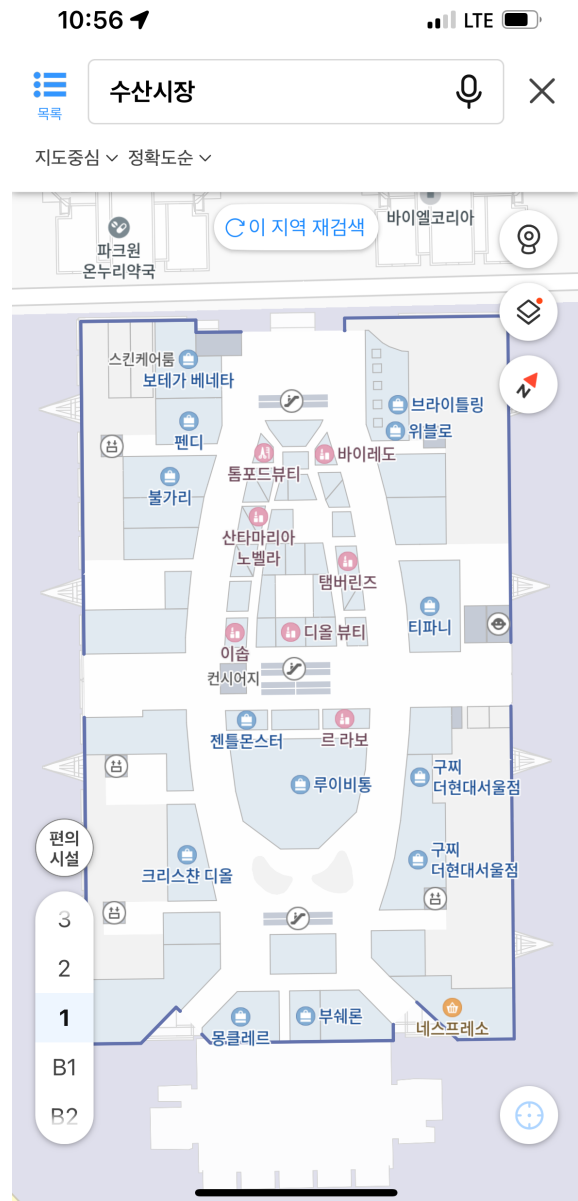 10:56
LTE
목록
수산시장
지도중심
정확도순
파크원
온누리약국
이 지역 재검색
바이엘코리아
N
스킨케어룸
보테가 베네타
펜디
불가리
브라이틀링
위블로
톰포드뷰티
바이레도
산타마리아
노벨라
탬버린즈
티파니
이솝
디올 뷰티
컨시어지
젠틀몬스터
르 라보
루이비통
구찌
더현대서울점
크리스챤 디올
구찌
더현대서울점
편의
시설
3
2
1
B1
B2
몽클레르
부쉐론
네스프레소